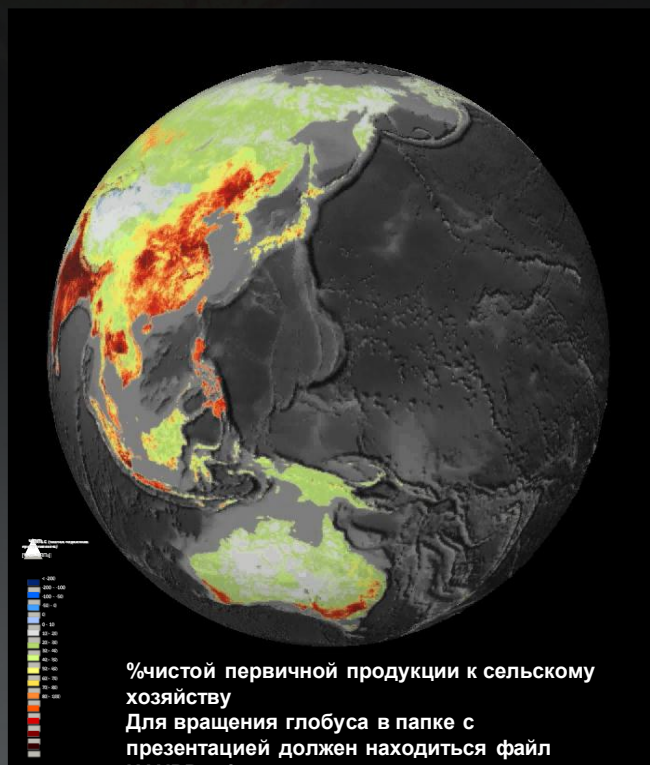 < -200
-200 - -100
-100 - -50
-50 - 0
0
0 - 10
10 - 20
20 - 30
30 - 40
40 - 50
50 - 60
60 - 70
70 - 80
80 - 100
%чистой первичной продукции к сельскому
хозяйству
Для вращения глобуса в папке с
презентацией должен находиться файл